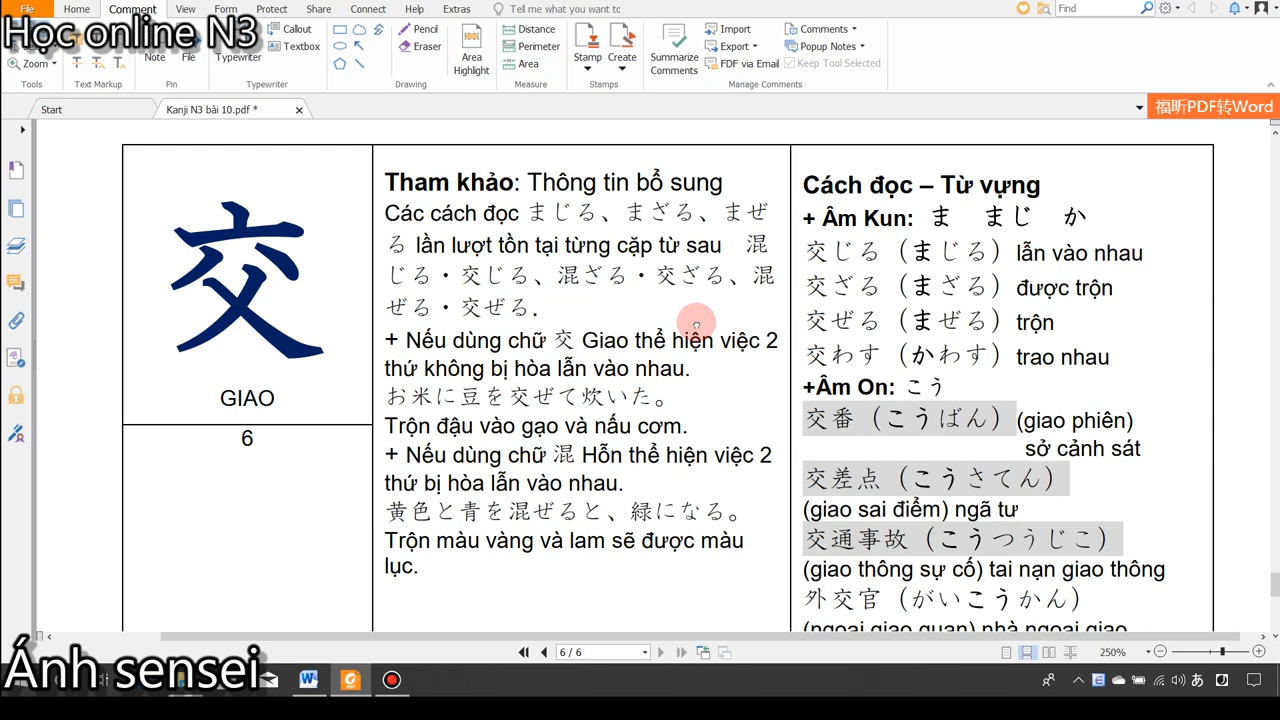 File Home Comment View Form Protect Share Connect Help Extras Tell me what you want tc Find
Học online N3
Callout
Textbox
Typewriter
Zoom
Note
File
Pencil
Eraser
Area
Highlight
Distance
Perimeter
Area
Stamp
Create
Summarize
Comments
Import
Export
FDF via Email
Comments
Popup Notes
Keep Tool Selected
Tools Text Markup Pin Typewriter Drawing Measure Stamps Manage Comments
Start
Kanji N3 bài 10.pdf *
福昕PDF转Word
交
GIAO
6
Tham khảo: Thông tin bổ sung
Các cách đọc まじる、まざる、まぜ
る lần lượt tồn tại từng cặp từ sau 混
じる・交じる、混ざる・交ざる、混
ぜる・交ぜる.
+ Nếu dùng chữ 交 Giao thể hiện việc 2
thứ không bị hòa lẫn vào nhau.
お米に豆を交ぜて炊いた。
Trộn đậu vào gạo và nấu cơm.
+ Nếu dùng chữ 混 Hỗn thể hiện việc 2
thứ bị hòa lẫn vào nhau.
黄色と青を混ぜると、緑になる。
Trộn màu vàng và lam sẽ được màu
lục.
Cách đọc – Từ vựng
+ Âm Kun: ま まじ か
交じる（まじる）lẫn vào nhau
交ざる（まざる）được trộn
交ぜる（まぜる）trộn
交わす（かわす）trao nhau
+Âm On: こう
交番（こうばん）(giao phiên)
sở cảnh sát
交差点（こうさてん）
(giao sai điểm) ngã tư
交通事故（こうつうじこ）
(giao thông sự cố) tai nạn giao thông
外交官（がいこうかん）
(ngoại giao quan) nhà ngoại giao
6 / 6
250%
Ánh sensei
あ